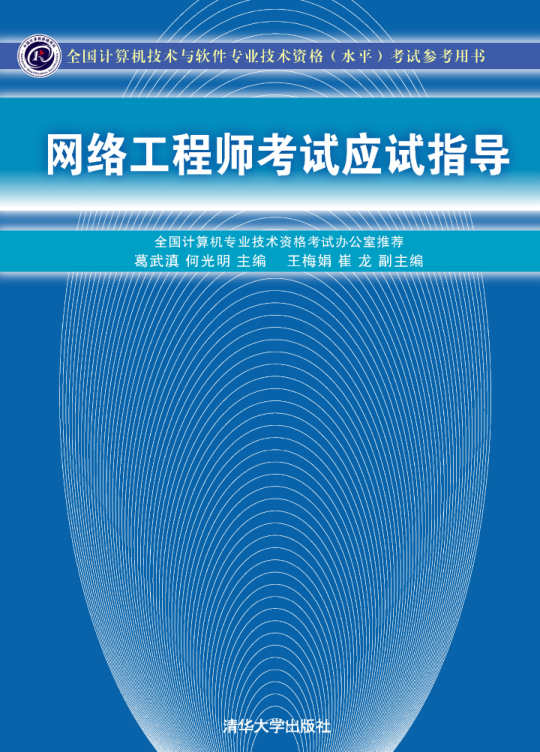 全国计算机技术与软件专业技术资格（水平）考试参考用书
网络工程师考试应试指导
全国计算机专业技术资格考试办公室推荐
葛武滇 何光明 主编 王梅娟 崔 龙 副主编
清华大学出版社